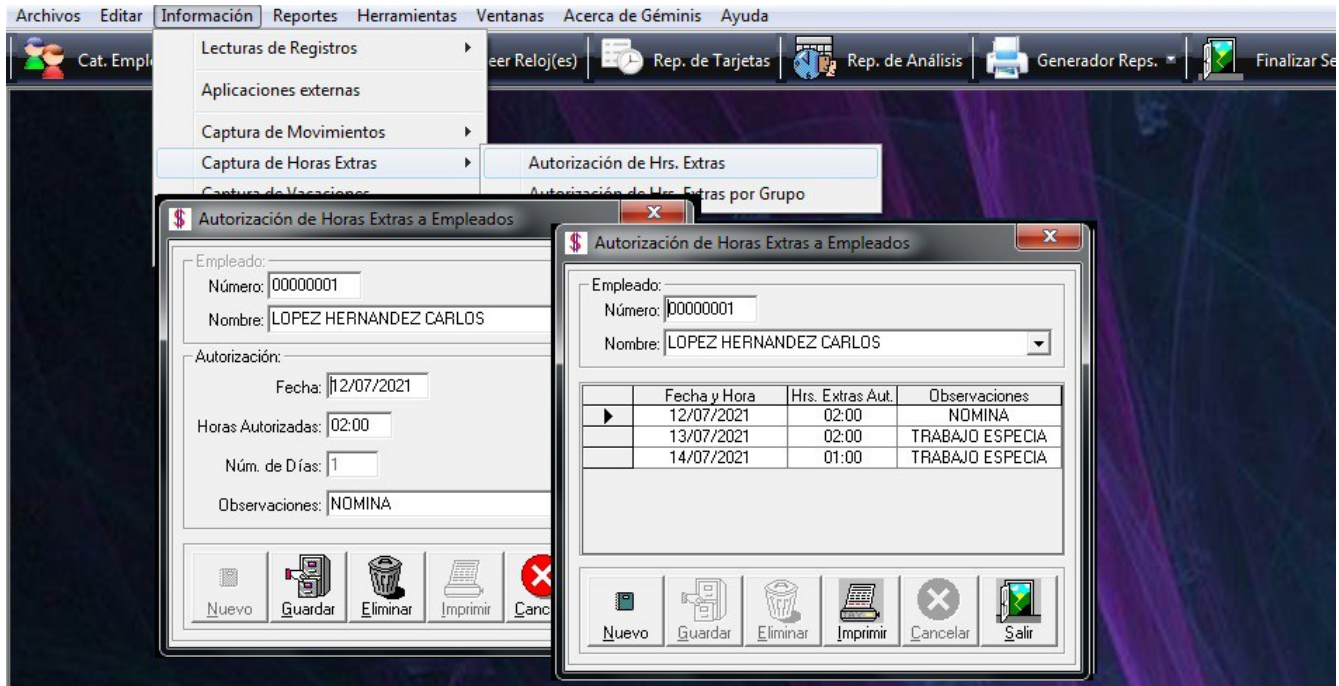 Archivos Editar Información Reportes Herramientas Ventanas Acerca de Géminis Ayuda
Cat. Emple
eer Reloj(es) Rep. de Tarjetas Rep. de Análisis Generador Reps. Finalizar Se
Lecturas de Registros
Aplicaciones externas
Captura de Movimientos
Captura de Horas Extras
Autorización de Hrs. Extras
Captura de Vacaciones
Autorización de Hrs. Extras por Grupo
$ Autorización de Horas Extras a Empleados
X
Empleado:
Número: 00000001
Nombre: LOPEZ HERNANDEZ CARLOS
Autorización:
Fecha: 12/07/2021
Horas Autorizadas: 02:00
Núm. de Días: 1
Observaciones: NOMINA
Nuevo Guardar Eliminar Imprimir Canc
$ Autorización de Horas Extras a Empleados
X
Empleado:
Número: 00000001
Nombre: LOPEZ HERNANDEZ CARLOS
Fecha y Hora Hrs. Extras Aut. Observaciones
12/07/2021 02:00 NOMINA
13/07/2021 02:00 TRABAJO ESPECIA
14/07/2021 01:00 TRABAJO ESPECIA
Nuevo Guardar Eliminar Imprimir Cancelar Salir